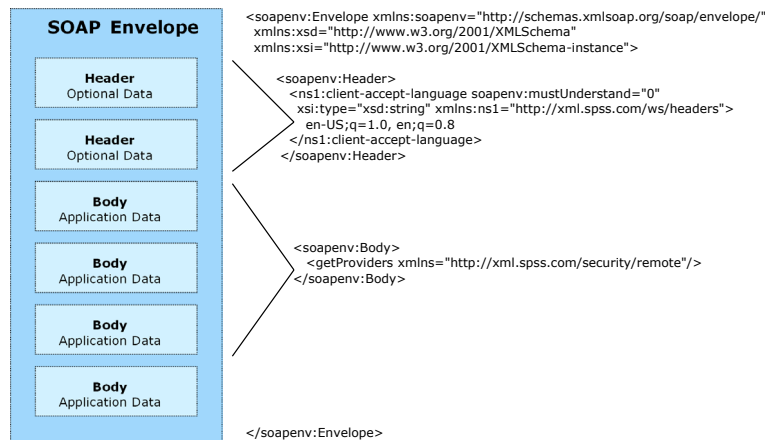 SOAP Envelope
Header
Optional Data
Header
Optional Data
Body
Application Data
Body
Application Data
Body
Application Data
Body
Application Data
<soapenv:Envelope xmlns:soapenv="http://schemas.xmlsoap.org/soap/envelope/"
xmlns:xsd="http://www.w3.org/2001/XMLSchema"
xmlns:xsi="http://www.w3.org/2001/XMLSchema-instance">
<soapenv:Header>
<ns1:client-accept-language soapenv:mustUnderstand="0"
xsi:type="xsd:string" xmlns:ns1="http://xml.spss.com/ws/headers">
en-US;q=1.0, en;q=0.8
</ns1:client-accept-language>
</soapenv:Header>
<soapenv:Body>
<getProviders xmlns="http://xml.spss.com/security/remote"/>
</soapenv:Body>
</soapenv:Envelope>